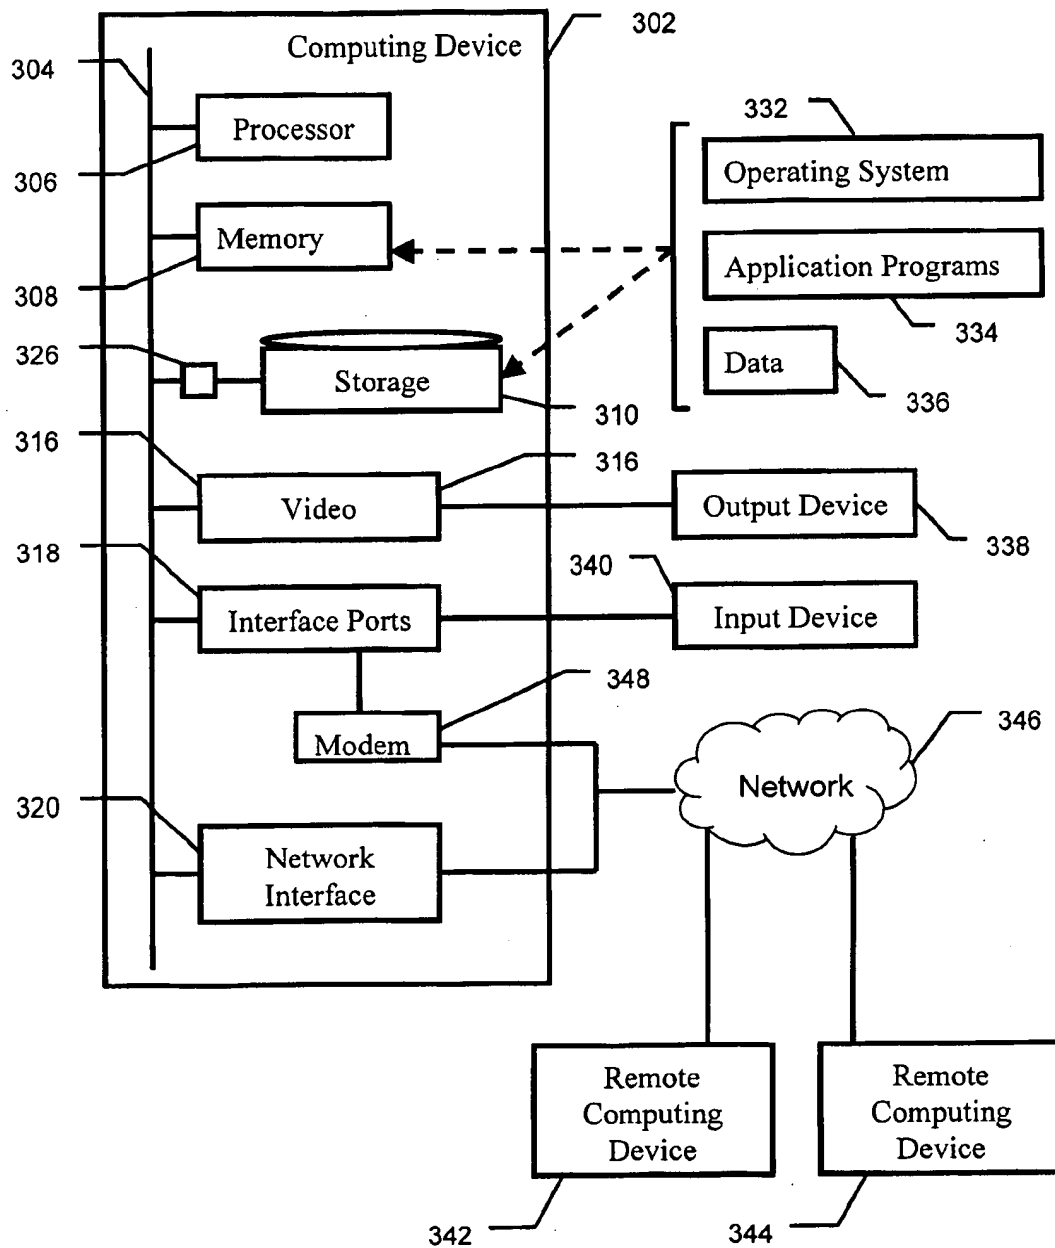 302
Computing Device
304
Processor
332
Operating System
306
Memory
Application Programs
308
334
326
Storage
Data
310
336
316
316
Video
Output Device
338
318
340
Interface Ports
Input Device
348
Modem
346
Network
320
Network
Interface
Remote
Computing
Device
Remote
Computing
Device
342
344